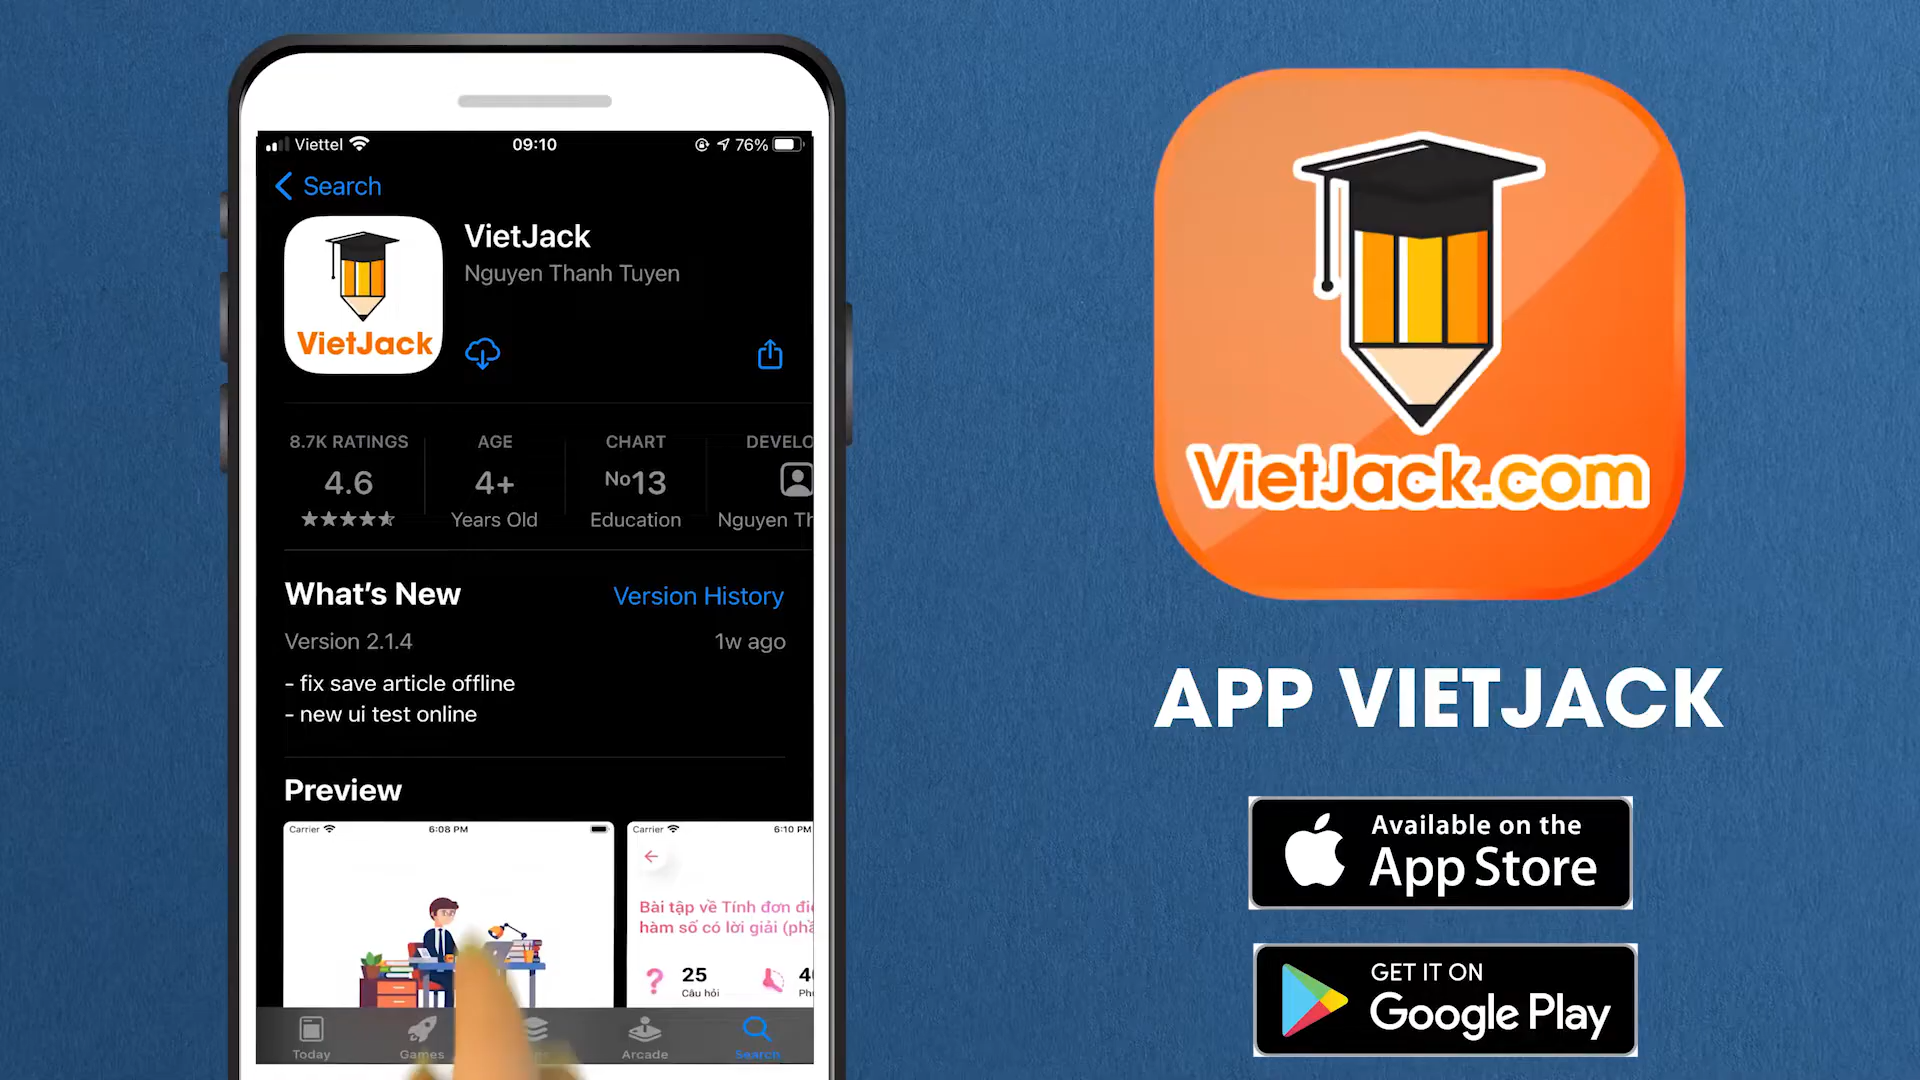 Viettel
09:10
76%
Search
VietJack
Nguyen Thanh Tuyen
VietJack
8.7K RATINGS
AGE
CHART
DEVELO
4.6
4+
No13
Years Old
Education
Nguyen Th
What's New
Version History
Version 2.1.4
1w ago
- fix save article offline
- new ui test online
Preview
Carrier
6:08 PM
Carrier
6:10 PM
Bài tập về Tính đơn đi
hàm số có lời giải (ph
25
Câu hỏi
Today
Games
Arcade
Search
VietJack.com
APP VIETJACK
Available on the
App Store
GET IT ON
Google Play